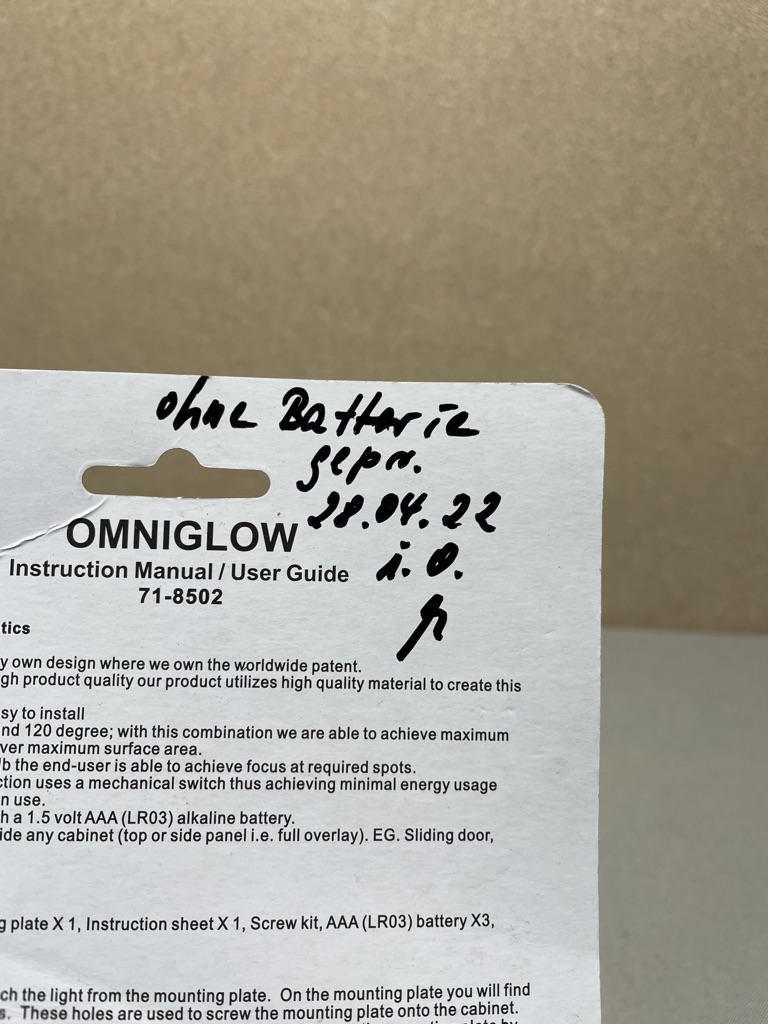 ohne Batterie
gepr.
28.04.22
i.O.
OMNIGLOW
Instruction Manual / User Guide
71-8502
tics
y own design where we own the worldwide patent.
gh product quality our product utilizes high quality material to create this
sy to install
nd 120 degree; with this combination we are able to achieve maximum
ver maximum surface area.
b the end-user is able to achieve focus at required spots.
ction uses a mechanical switch thus achieving minimal energy usage
n use.
h a 1.5 volt AAA (LR03) alkaline battery.
ide any cabinet (top or side panel i.e. full overlay). EG. Sliding door,
g plate X 1, Instruction sheet X 1, Screw kit, AAA (LR03) battery X3,
ch the light from the mounting plate. On the mounting plate you will find
s. These holes are used to screw the mounting plate onto the cabinet.